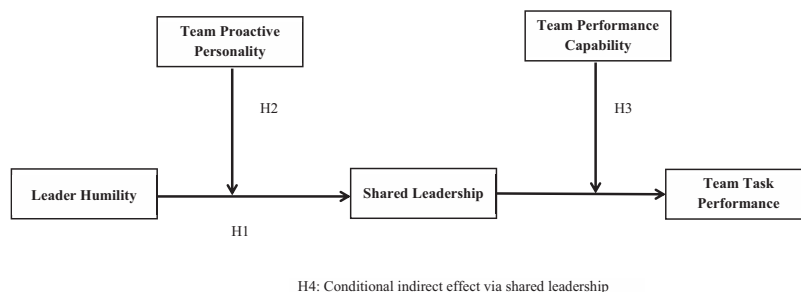 Team Proactive
Personality
Team Performance
Capability
H2
H3
Leader Humility
Shared Leadership
Team Task
Performance
H1
H4: Conditional indirect effect via shared leadership